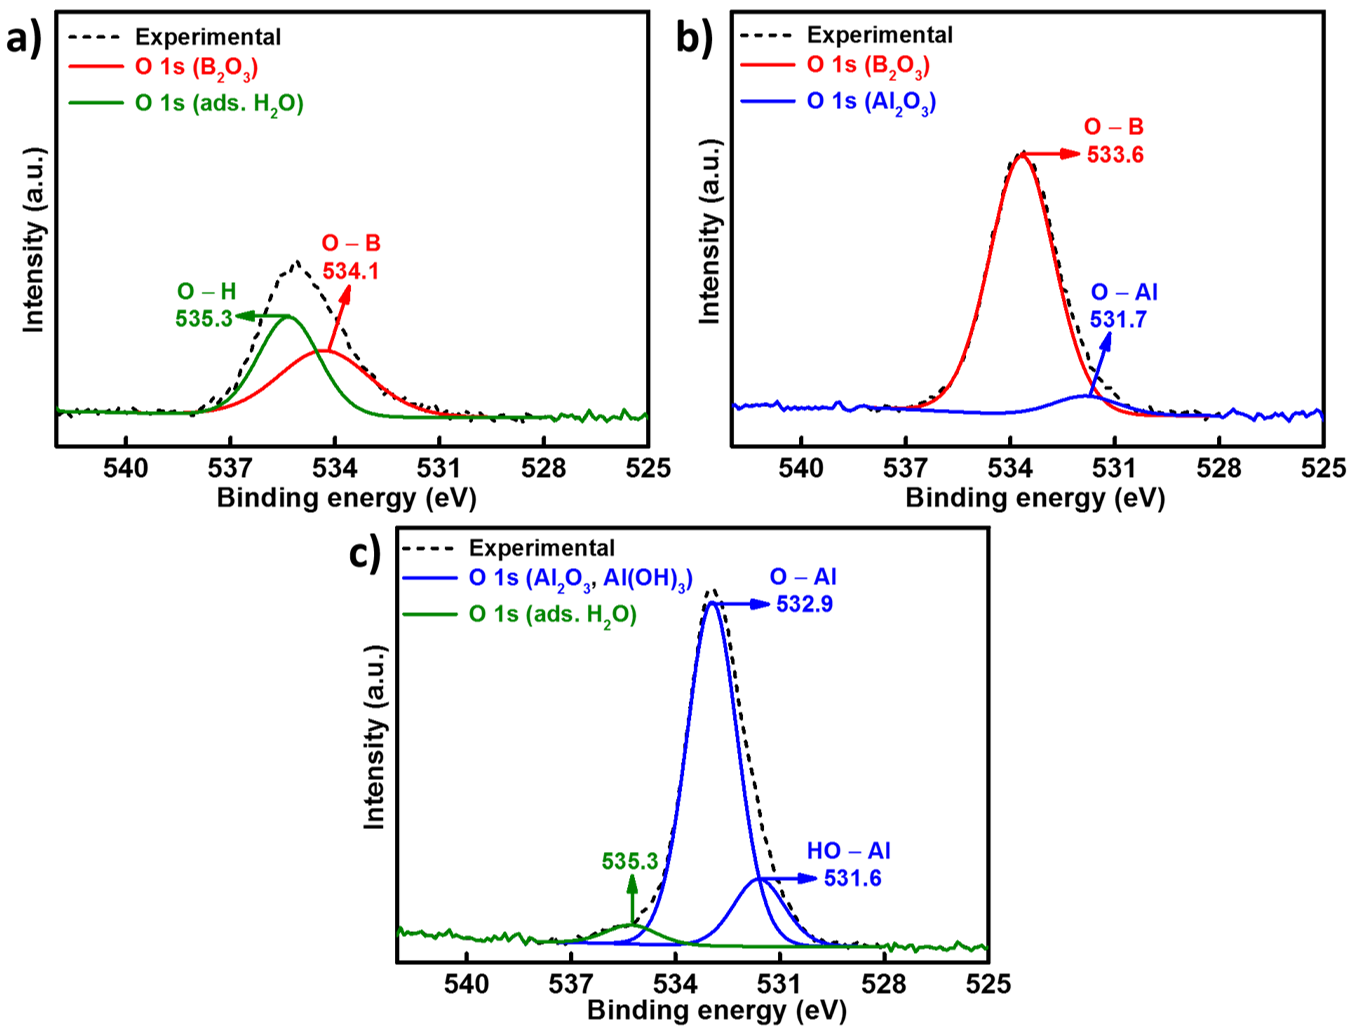 a)
Experimental
O 1s (B₂O₃)
O 1s (ads. H₂O)
O – B
534.1
O – H
535.3
Intensity (a.u.)
540 537 534 531 528 525
Binding energy (eV)
b)
Experimental
O 1s (B₂O₃)
O 1s (Al₂O₃)
O – B
533.6
O – Al
531.7
Intensity (a.u.)
540 537 534 531 528 525
Binding energy (eV)
c)
Experimental
O 1s (Al₂O₃, Al(OH)₃)
O 1s (ads. H₂O)
O – Al
532.9
535.3
HO – Al
531.6
Intensity (a.u.)
540 537 534 531 528 525
Binding energy (eV)